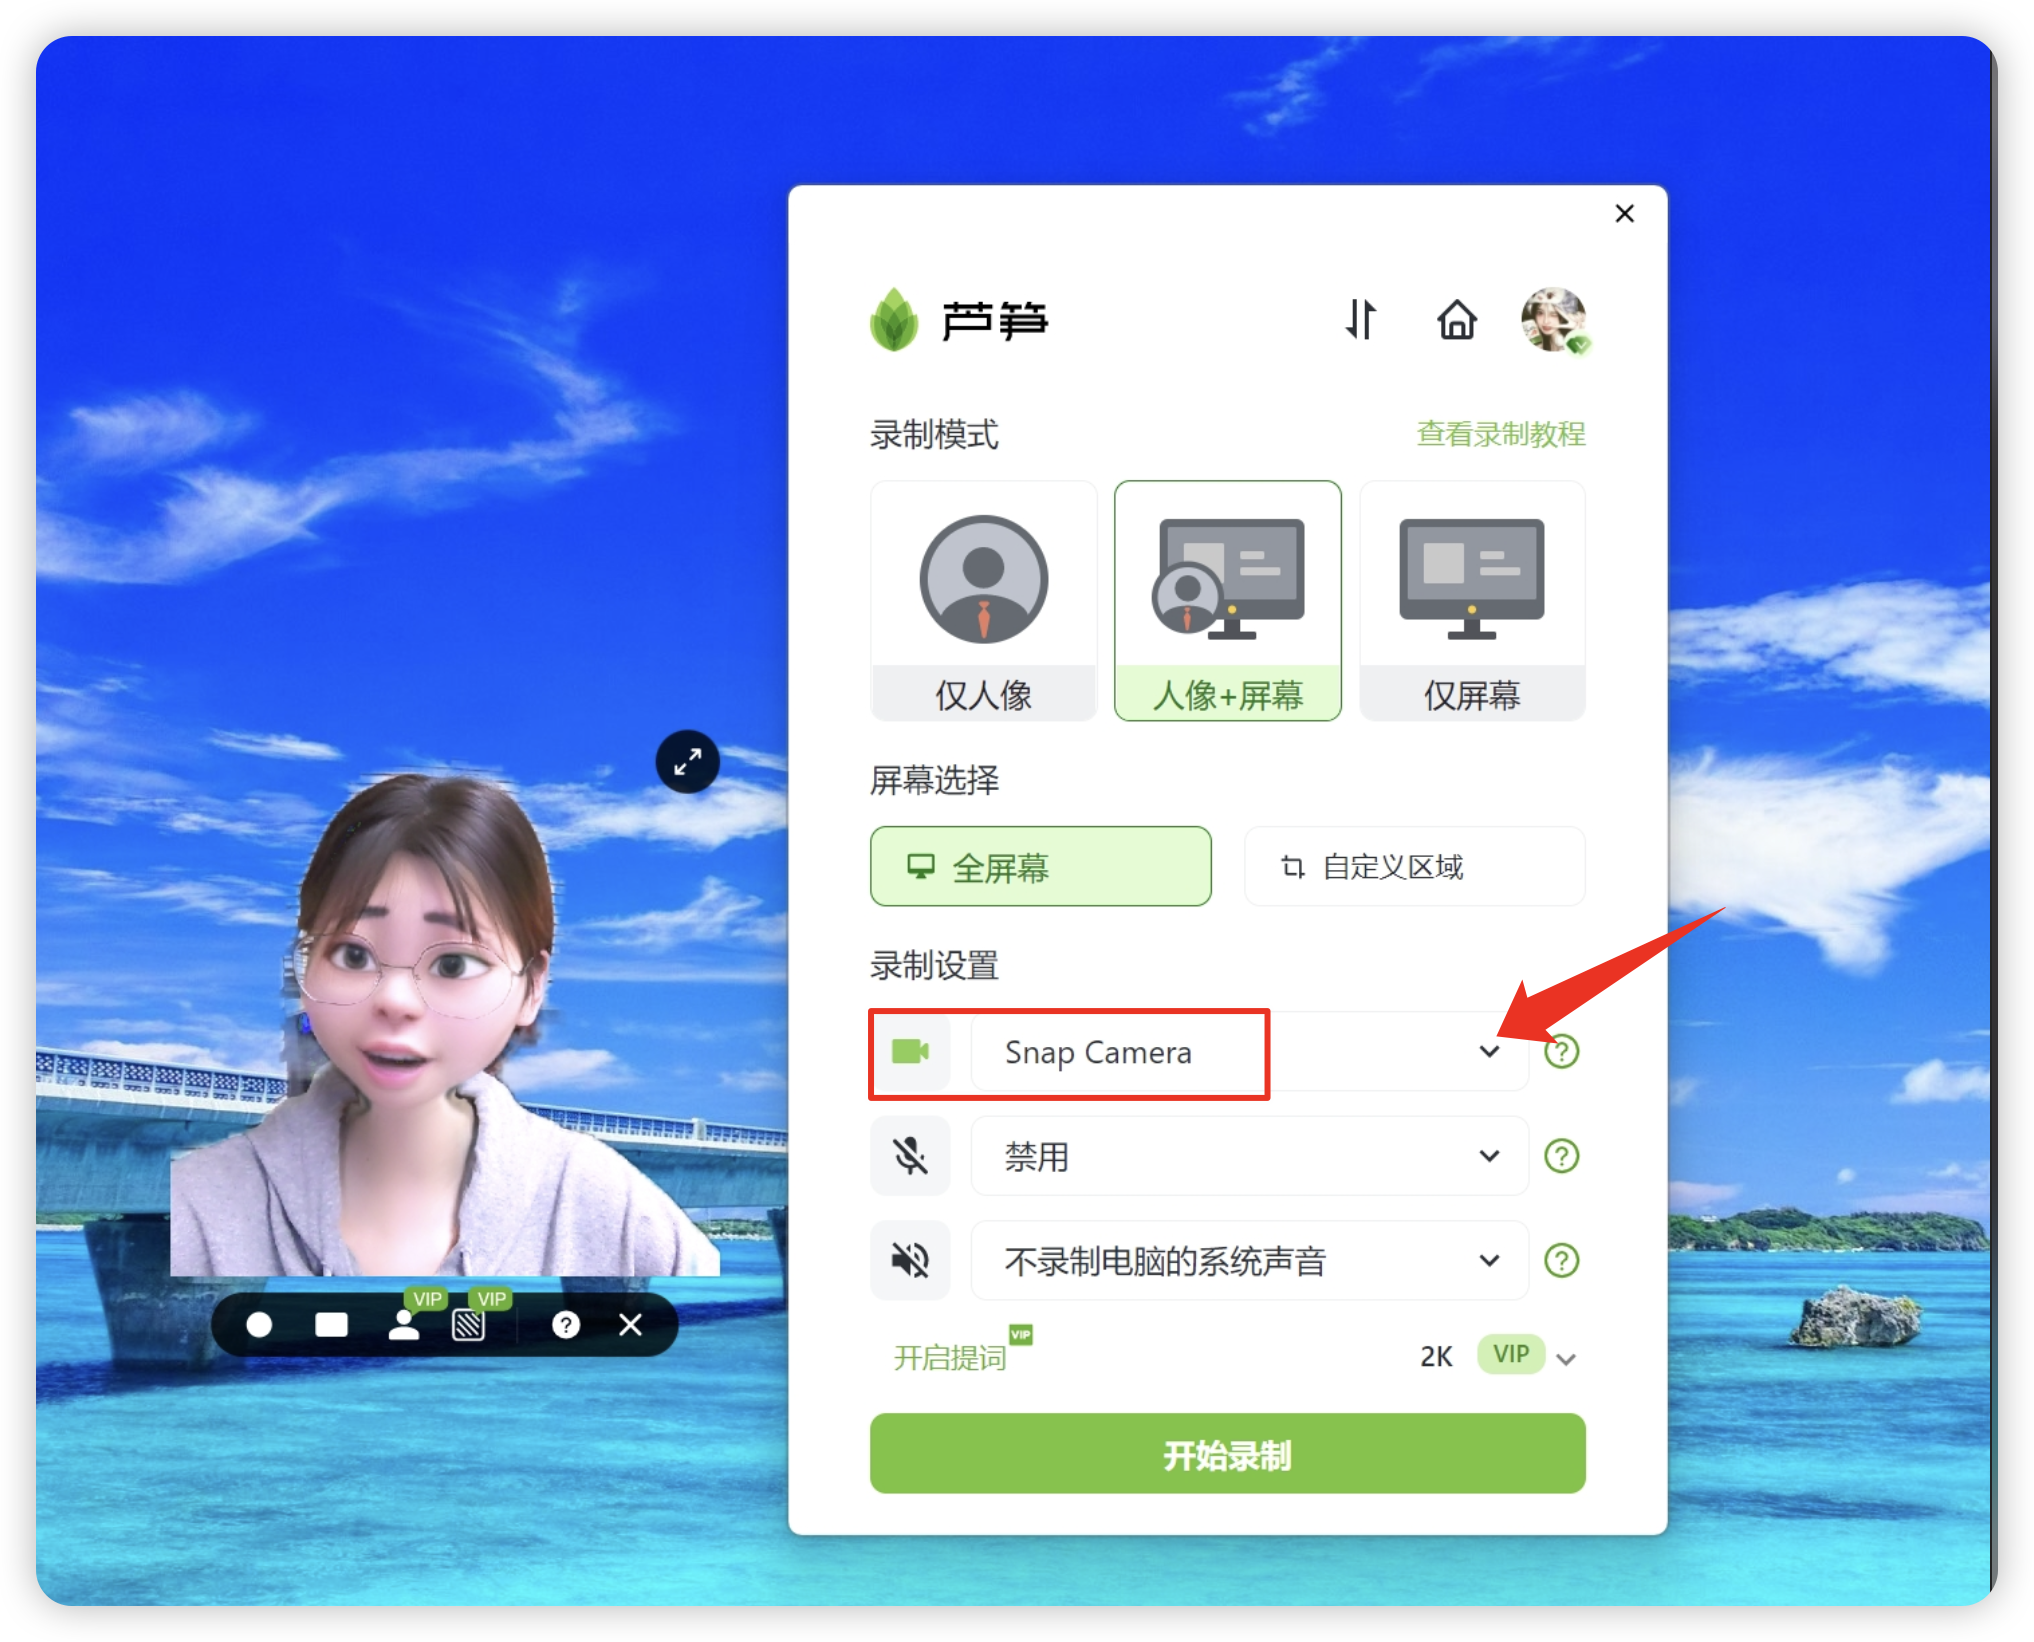 芦笋
录制模式
查看录制教程
仅人像
人像+屏幕
仅屏幕
屏幕选择
全屏幕
自定义区域
录制设置
Snap Camera
禁用
不录制电脑的系统声音
VIP
VIP
开启提词
VIP
2K
VIP
开始录制